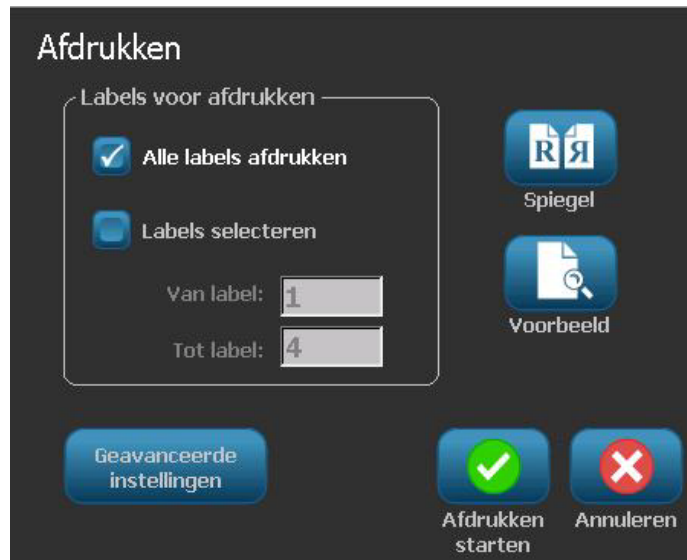 Afdrukken
Labels voor afdrukken
Alle labels afdrukken
Labels selecteren
Van label: 1
Tot label: 4
R Я
Spiegel
Voorbeeld
Geavanceerde
instellingen
Afdrukken
starten
Annuleren